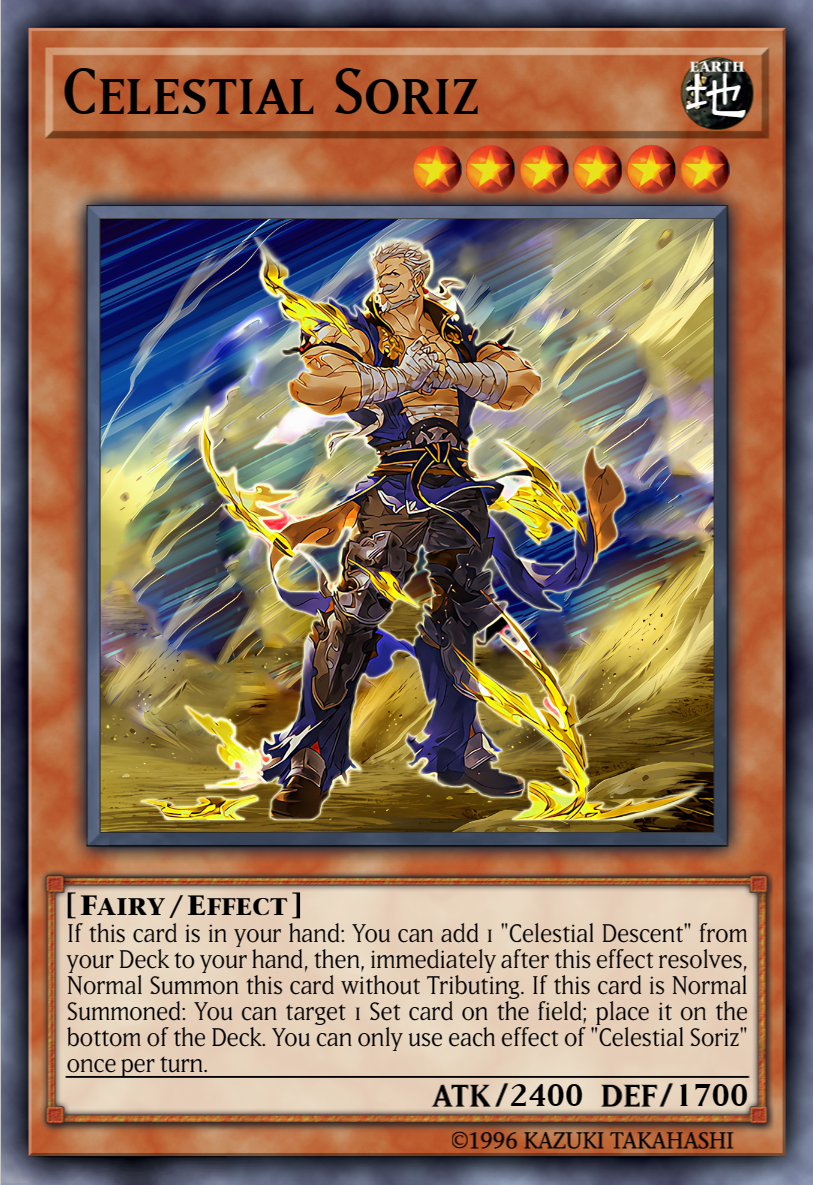 Celestial Soriz
EARTH
地
[ Fairy / Effect ]
If this card is in your hand: You can add 1 "Celestial Descent" from
your Deck to your hand, then, immediately after this effect resolves,
Normal Summon this card without Tributing. If this card is Normal
Summoned: You can target 1 Set card on the field; place it on the
bottom of the Deck. You can only use each effect of "Celestial Soriz"
once per turn.
ATK/2400 DEF/1700
©1996 KAZUKI TAKAHASHI